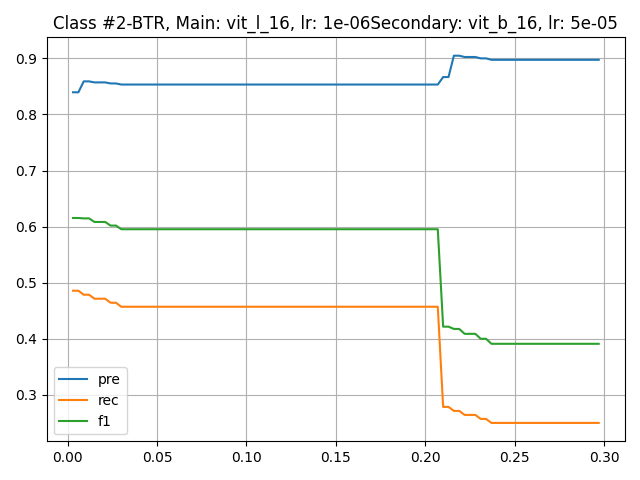 Class #2-BTR, Main: vit_l_16, lr: 1e-06Secondary: vit_b_16, lr: 5e-05
0.9
0.8
0.7
0.6
0.5
0.4
0.3
pre
rec
f1
0.00 0.05 0.10 0.15 0.20 0.25 0.30